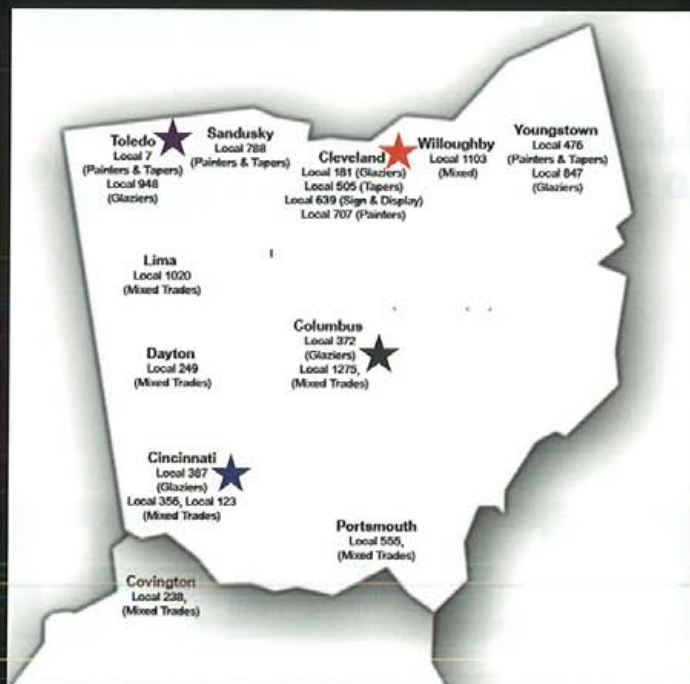 Toledo
Local 7
(Painters & Tapers)
Local 948
(Glaziers)
Sandusky
Local 788
(Painters & Tapers)
Cleveland
Local 181 (Glaziers)
Local 505 (Tapers)
Local 639 (Sign & Display)
Local 707 (Painters)
Willoughby
Local 1103
(Mixed)
Youngstown
Local 476
(Painters & Tapers)
Local 847
(Glaziers)
Lima
Local 1020
(Mixed Trades)
Columbus
Local 372
(Glaziers)
Local 1275,
(Mixed Trades)
Dayton
Local 249
(Mixed Trades)
Cincinnati
Local 387
(Glaziers)
Local 356, Local 123
(Mixed Trades)
Portsmouth
Local 555,
(Mixed Trades)
Covington
Local 238,
(Mixed Trades)